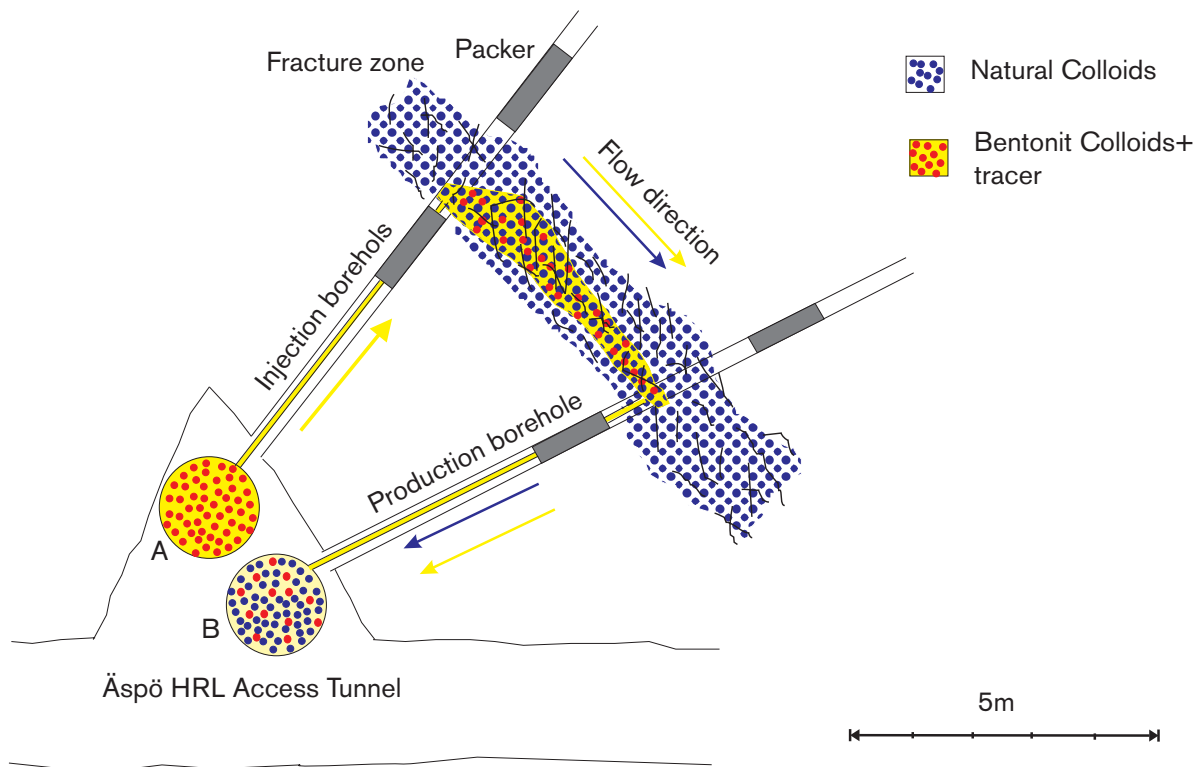 Packer
Fracture zone
Natural Colloids
Bentonit Colloids+
tracer
Flow direction
Injection borehols
Production borehole
A
B
Äspö HRL Access Tunnel
5m